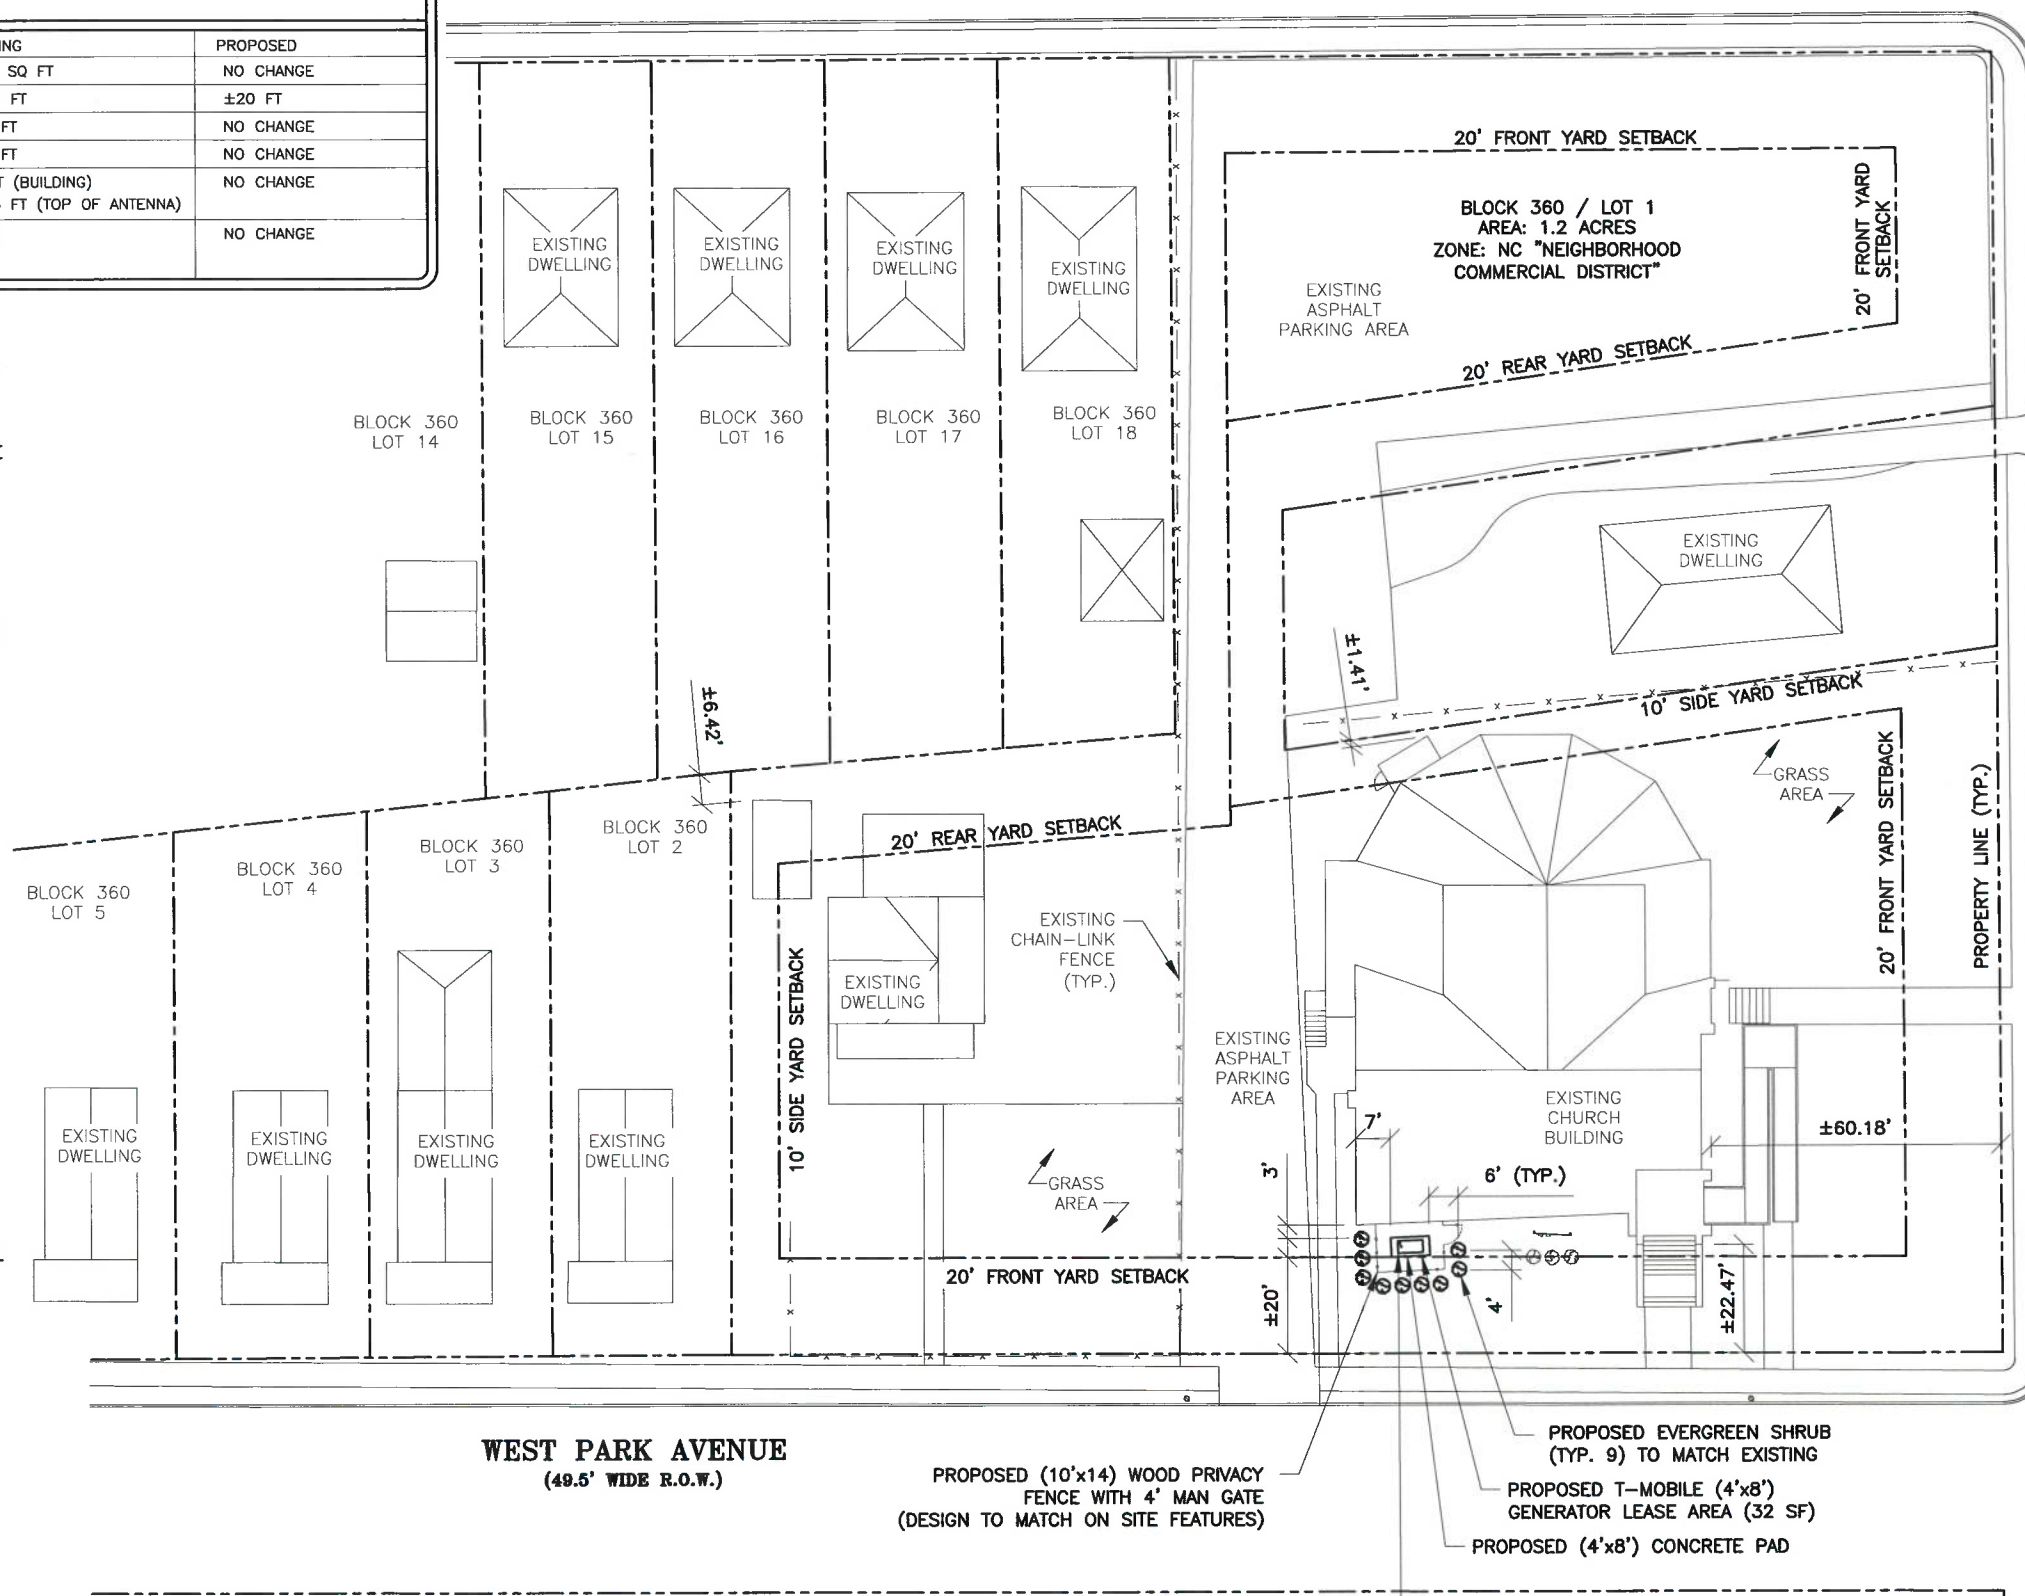 PROPOSED
SQ FT NO CHANGE
FT ±20 FT
FT NO CHANGE
FT NO CHANGE
(BUILDING) NO CHANGE
FT (TOP OF ANTENNA)
NO CHANGE
20' FRONT YARD SETBACK
20' FRONT YARD
SETBACK
BLOCK 360 / LOT 1
AREA: 1.2 ACRES
ZONE: NC "NEIGHBORHOOD
COMMERCIAL DISTRICT"
EXISTING
ASPHALT
PARKING AREA
20' REAR YARD SETBACK
EXISTING
DWELLING
EXISTING
DWELLING
EXISTING
DWELLING
EXISTING
DWELLING
BLOCK 360
LOT 14
BLOCK 360
LOT 15
BLOCK 360
LOT 16
BLOCK 360
LOT 17
BLOCK 360
LOT 18
EXISTING
DWELLING
±1.41'
10' SIDE YARD SETBACK
±6.42'
GRASS
AREA
20' FRONT YARD SETBACK
PROPERTY LINE (TYP.)
BLOCK 360
LOT 5
BLOCK 360
LOT 4
BLOCK 360
LOT 3
BLOCK 360
LOT 2
20' REAR YARD SETBACK
EXISTING
CHAIN-LINK
FENCE
(TYP.)
EXISTING
DWELLING
10' SIDE YARD SETBACK
EXISTING
ASPHALT
PARKING
AREA
EXISTING
CHURCH
BUILDING
±60.18'
7'
3'
6' (TYP.)
EXISTING
DWELLING
EXISTING
DWELLING
EXISTING
DWELLING
EXISTING
DWELLING
GRASS
AREA
20' FRONT YARD SETBACK
±20'
4'
±22.47'
WEST PARK AVENUE
(49.5' WIDE R.O.W.)
PROPOSED (10'x14) WOOD PRIVACY
FENCE WITH 4' MAN GATE
(DESIGN TO MATCH ON SITE FEATURES)
PROPOSED EVERGREEN SHRUB
(TYP. 9) TO MATCH EXISTING
PROPOSED T-MOBILE (4'x8')
GENERATOR LEASE AREA (32 SF)
PROPOSED (4'x8') CONCRETE PAD